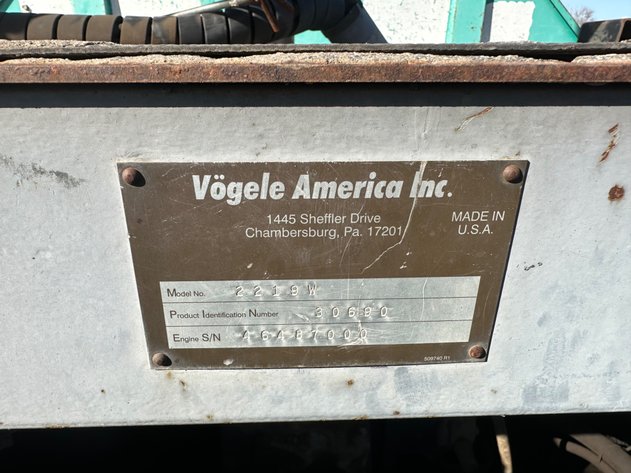 Vögele America Inc.
1445 Sheffler Drive
Chambersburg, Pa. 17201
MADE IN
U.S.A.
Model No. 2219W
Product Identification Number 30690
Engine S/N 46487000
509740 R1